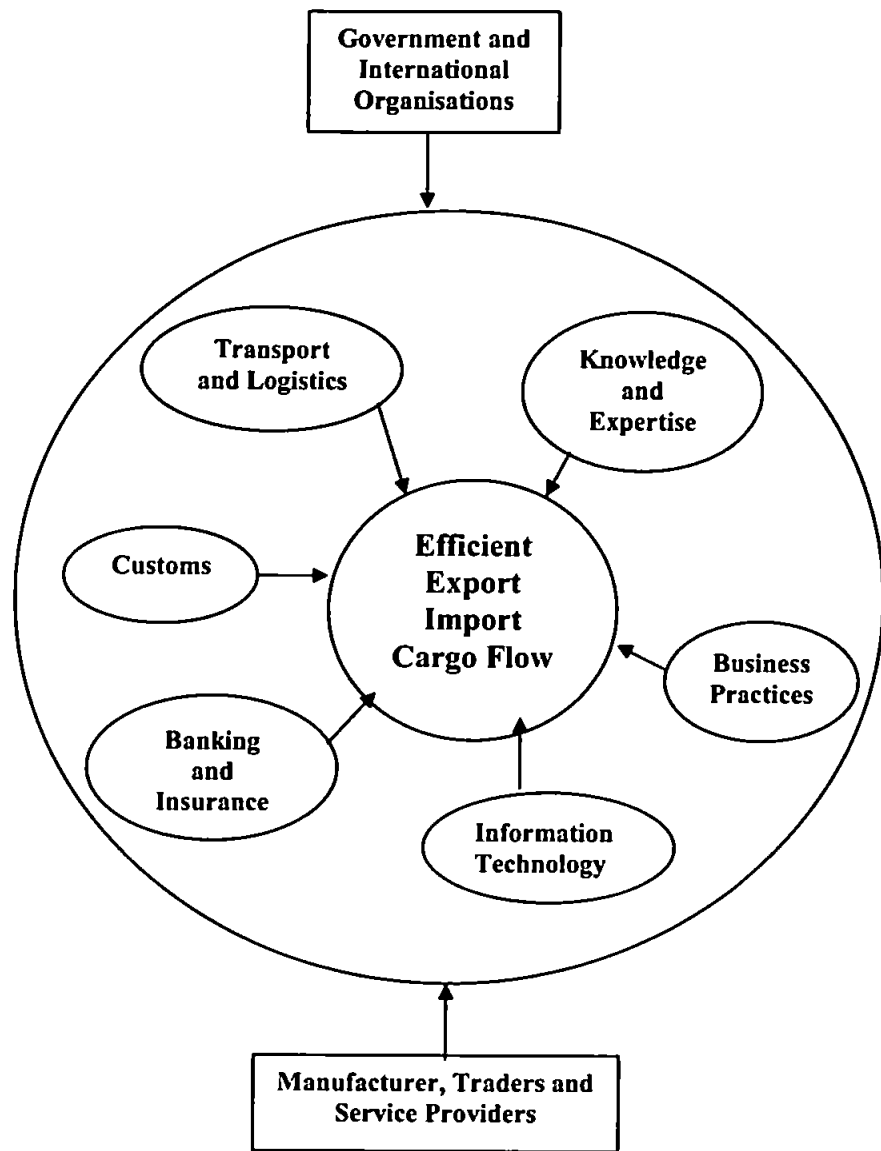 Government and
International
Organisations
Transport
and Logistics
Knowledge
and
Expertise
Efficient
Export
Import
Cargo Flow
Customs
Business
Practices
Banking
and
Insurance
Information
Technology
Manufacturer, Traders and
Service Providers